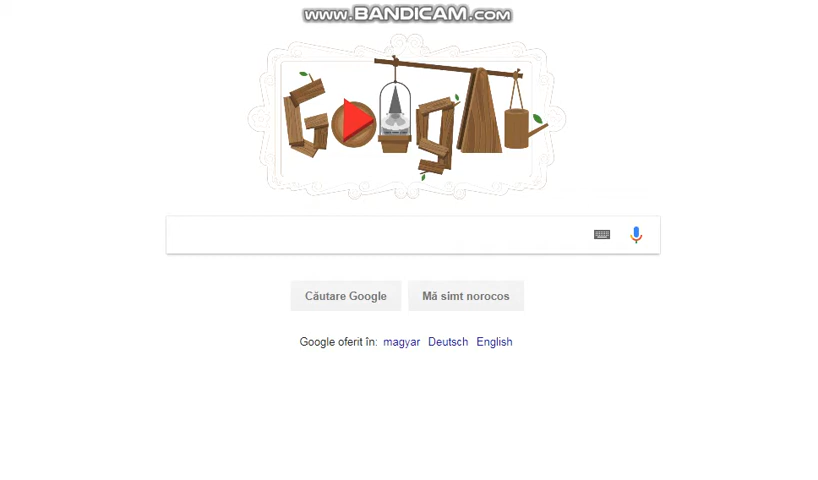 www.BANDICAM.com
Google
Căutare Google
Mă simt norocos
Google oferit în: magyar Deutsch English